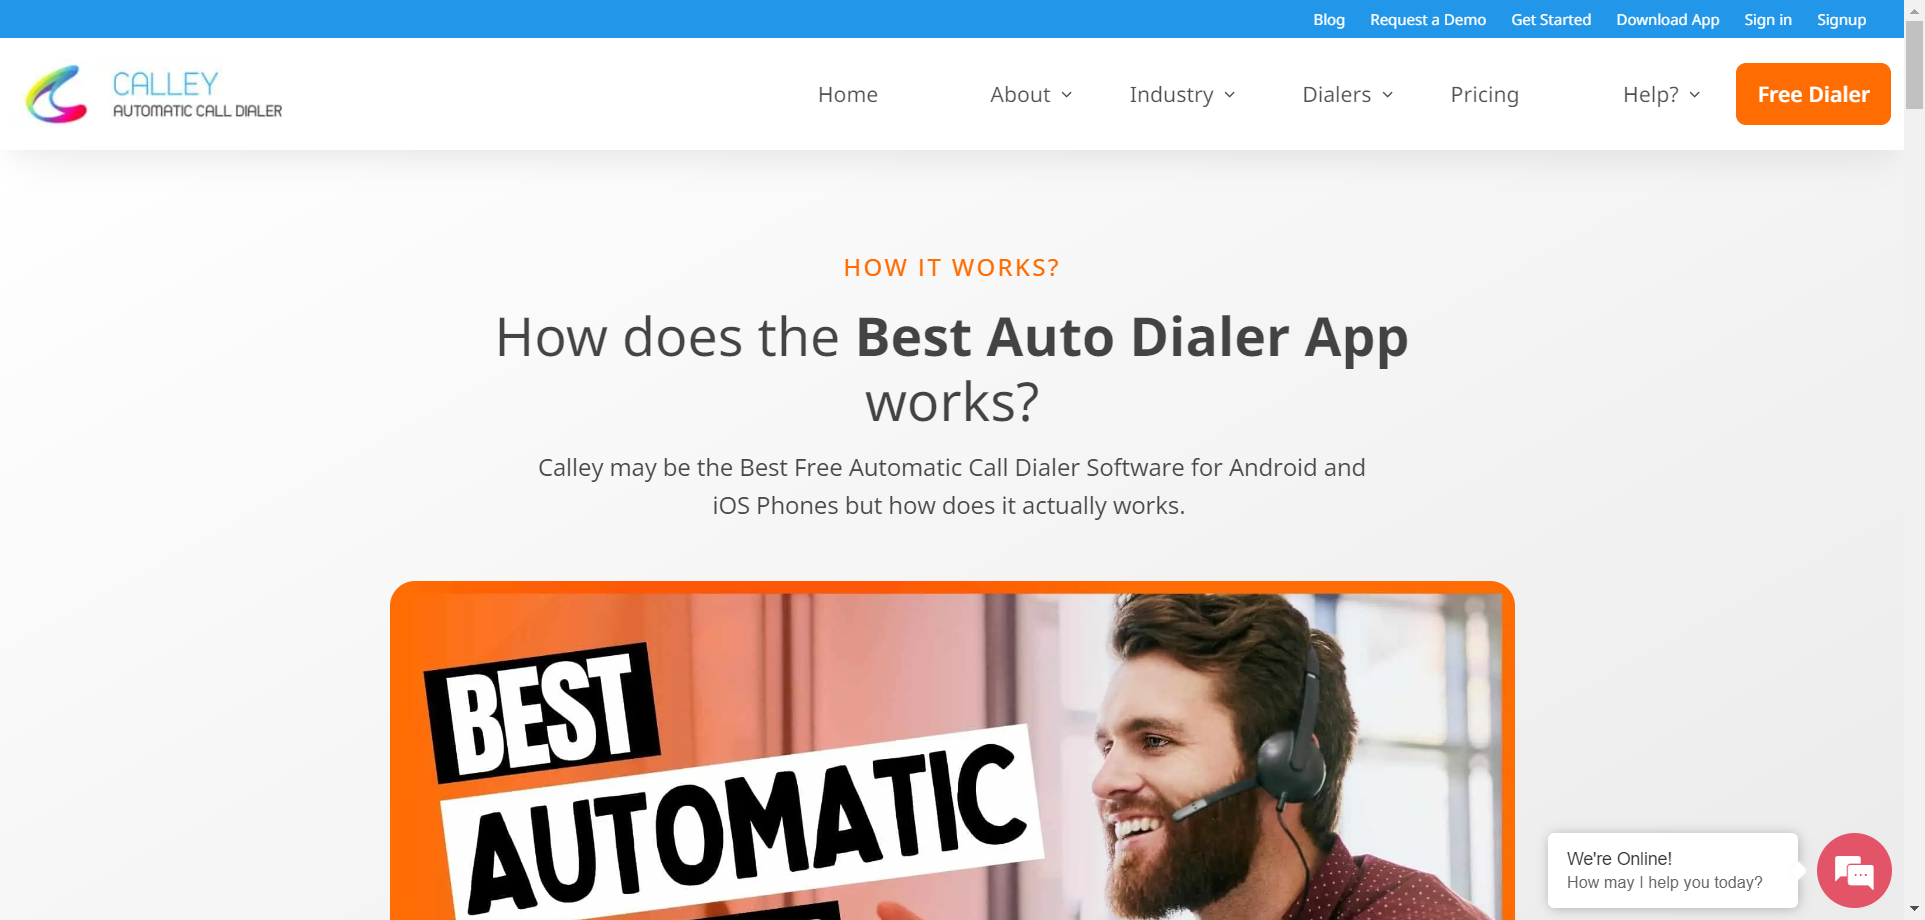 Blog Request a Demo Get Started Download App Sign in Signup
CALLEY
AUTOMATIC CALL DIALER
Home About Industry Dialers Pricing Help? Free Dialer
HOW IT WORKS?
How does the Best Auto Dialer App
works?
Calley may be the Best Free Automatic Call Dialer Software for Android and
iOS Phones but how does it actually works.
BEST
AUTOMATIC
We're Online!
How may I help you today?